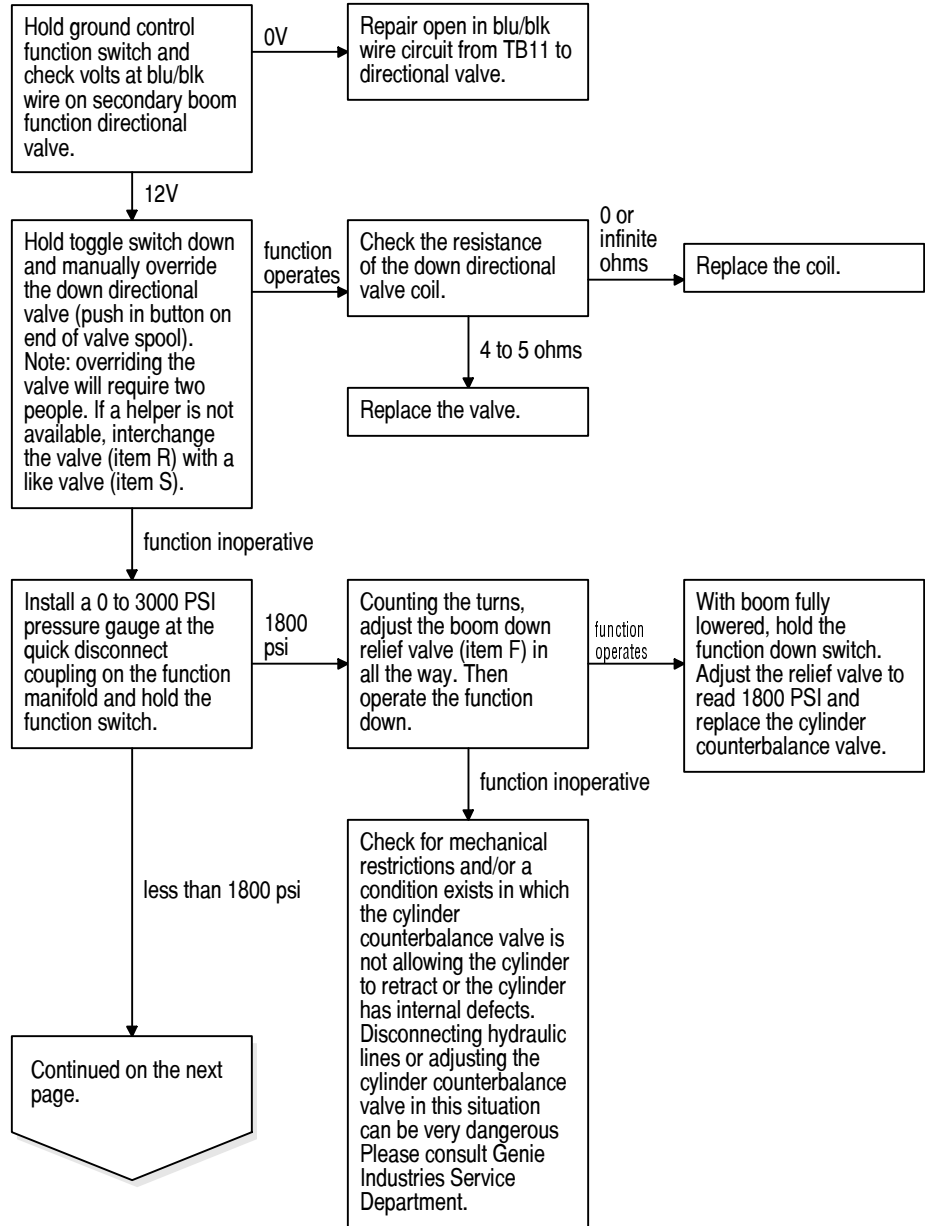 Hold ground control
function switch and
check volts at blu/blk
wire on secondary boom
function directional
valve.
0V
Repair open in blu/blk
wire circuit from TB11 to
directional valve.
12V
Hold toggle switch down
and manually override
the down directional
valve (push in button on
end of valve spool).
Note: overriding the
valve will require two
people. If a helper is not
available, interchange
the valve (item R) with a
like valve (item S).
function
operates
Check the resistance
of the down directional
valve coil.
0 or
infinite
ohms
Replace the coil.
4 to 5 ohms
Replace the valve.
function inoperative
Install a 0 to 3000 PSI
pressure gauge at the
quick disconnect
coupling on the function
manifold and hold the
function switch.
1800
psi
Counting the turns,
adjust the boom down
relief valve (item F) in
all the way. Then
operate the function
down.
function
operates
With boom fully
lowered, hold the
function down switch.
Adjust the relief valve to
read 1800 PSI and
replace the cylinder
counterbalance valve.
function inoperative
Check for mechanical
restrictions and/or a
condition exists in which
the cylinder
counterbalance valve is
not allowing the cylinder
to retract or the cylinder
has internal defects.
Disconnecting hydraulic
lines or adjusting the
cylinder counterbalance
valve in this situation
can be very dangerous
Please consult Genie
Industries Service
Department.
less than 1800 psi
Continued on the next
page.